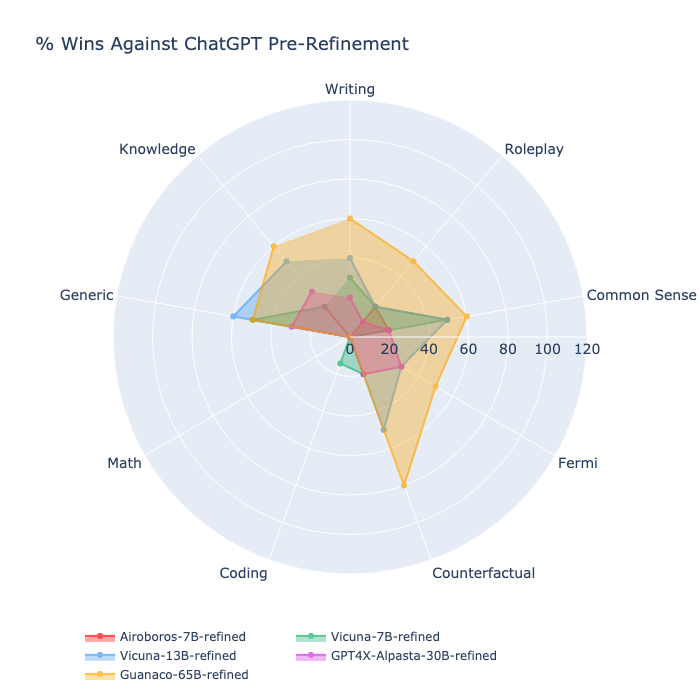 % Wins Against ChatGPT Pre-Refinement
Writing
Knowledge
Roleplay
Generic
Common Sense
0 20 40 60 80 100 120
Math
Fermi
Coding
Counterfactual
Airoboros-7B-refined
Vicuna-7B-refined
Vicuna-13B-refined
GPT4X-Alpasta-30B-refined
Guanaco-65B-refined